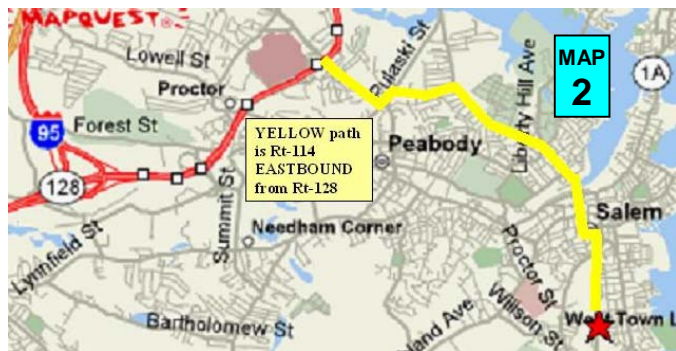 MAPQUEST
Lowell St
Pulaski St
Liberty Hill Ave
MAP
2
1A
Proctor
95
Forest St
YELLOW path
is Rt-114
EASTBOUND
from Rt-128
Peabody
128
Summit St
Salem
Lynnfield St
Needham Corner
Proctor St
Willson St
Bartholomew St
land Ave
Town L